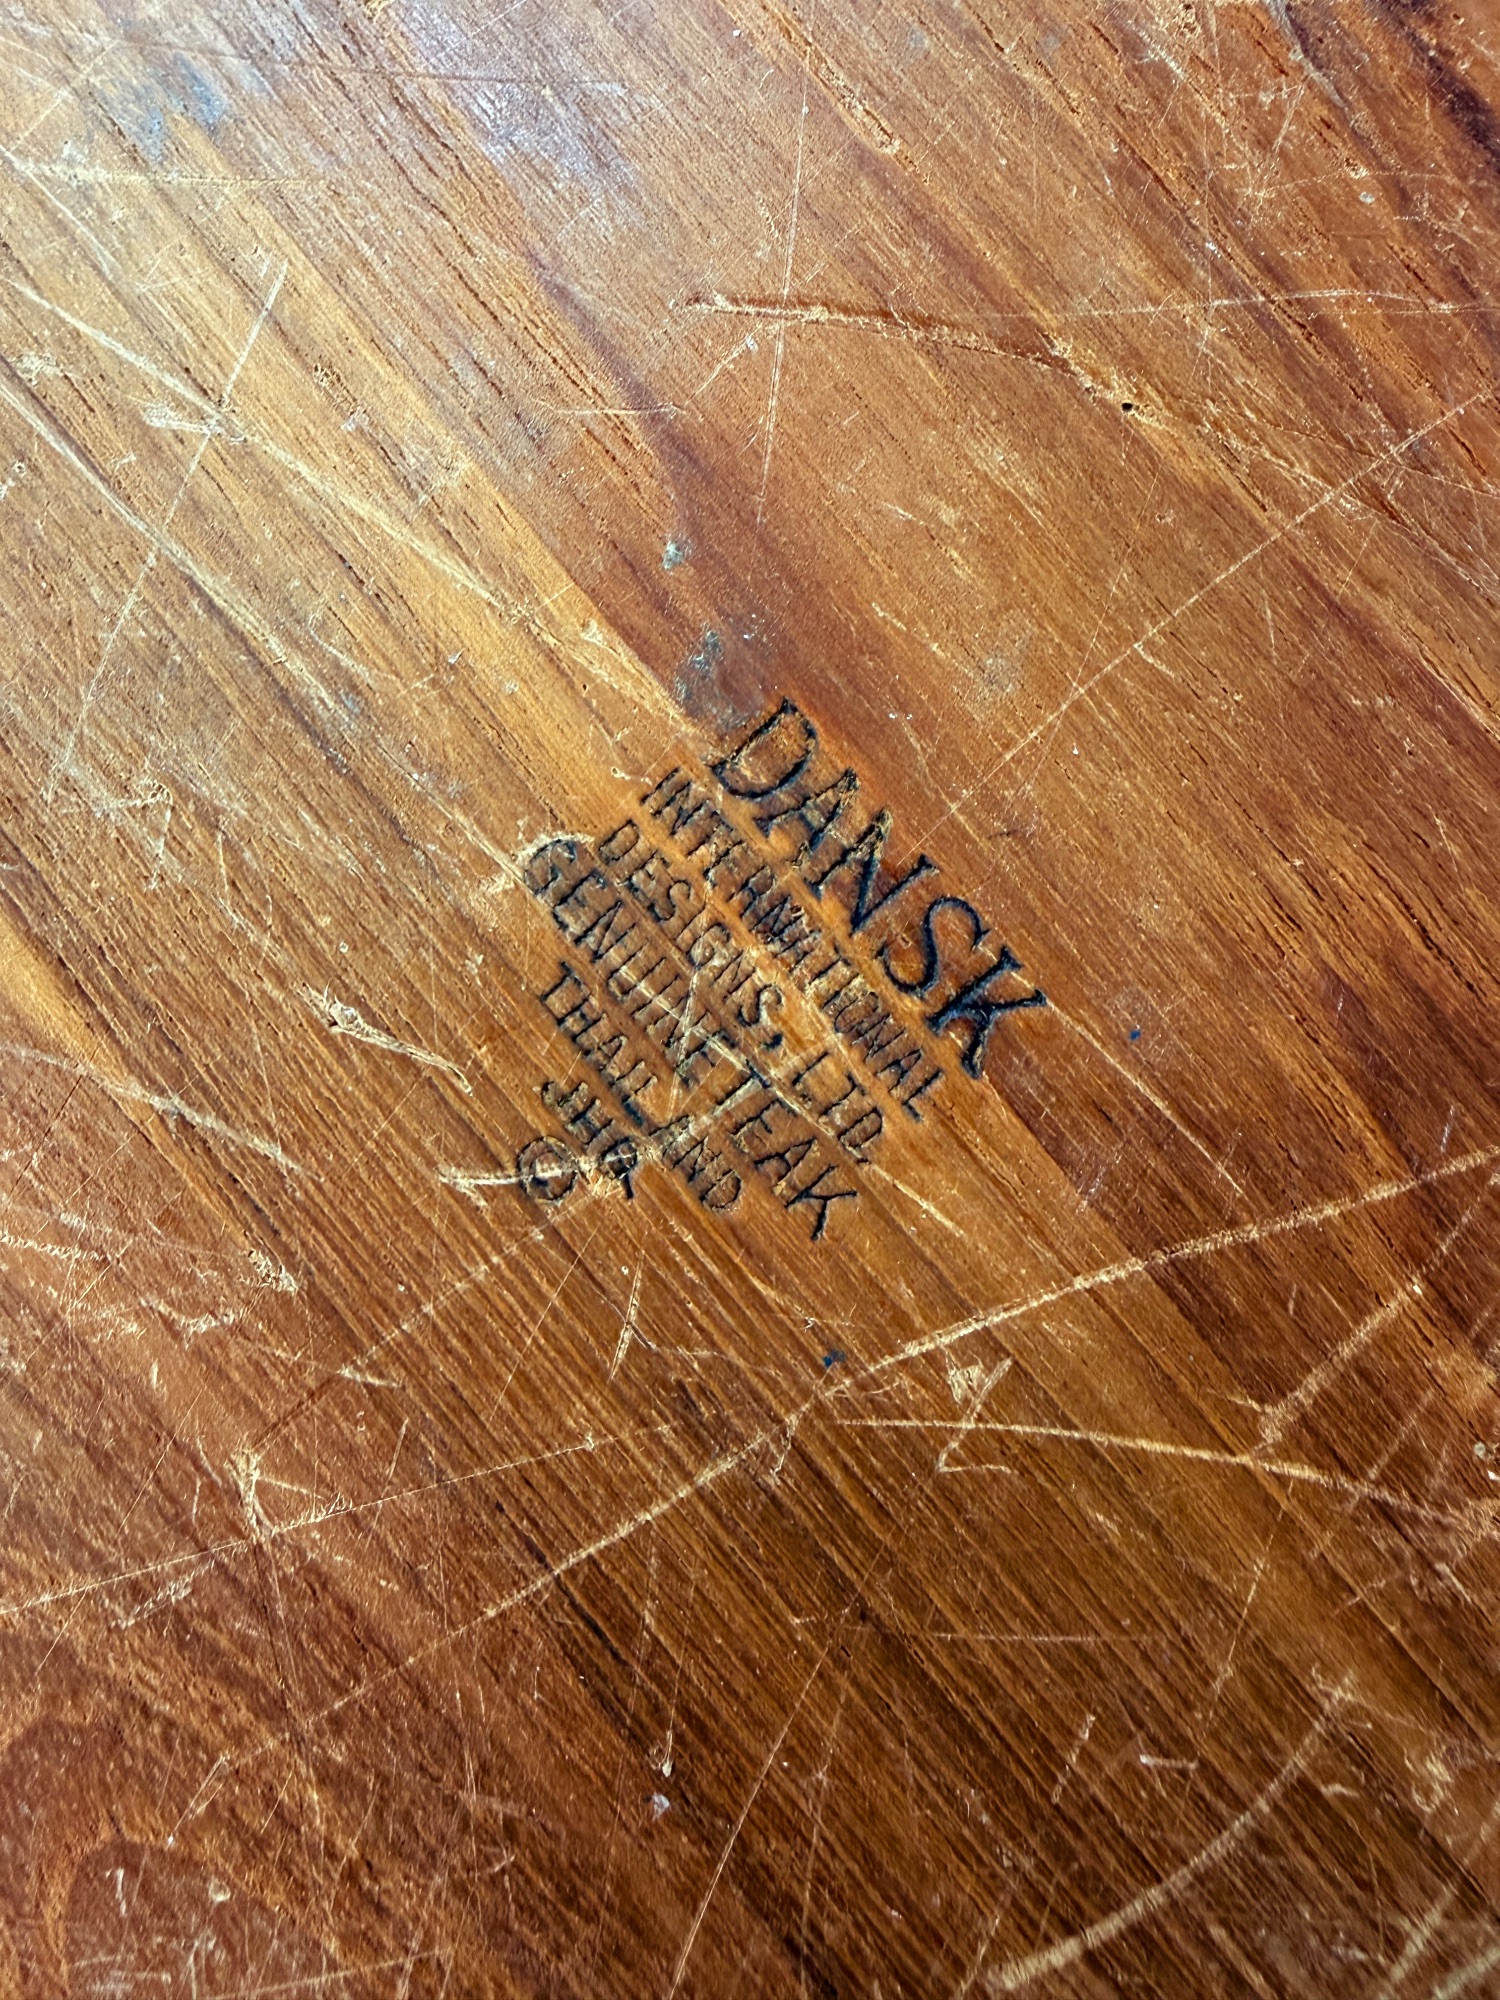 DANSK
INTERNATIONAL
DESIGNS, LTD.
GENUINE TEAK
THAILAND
JHQ
©